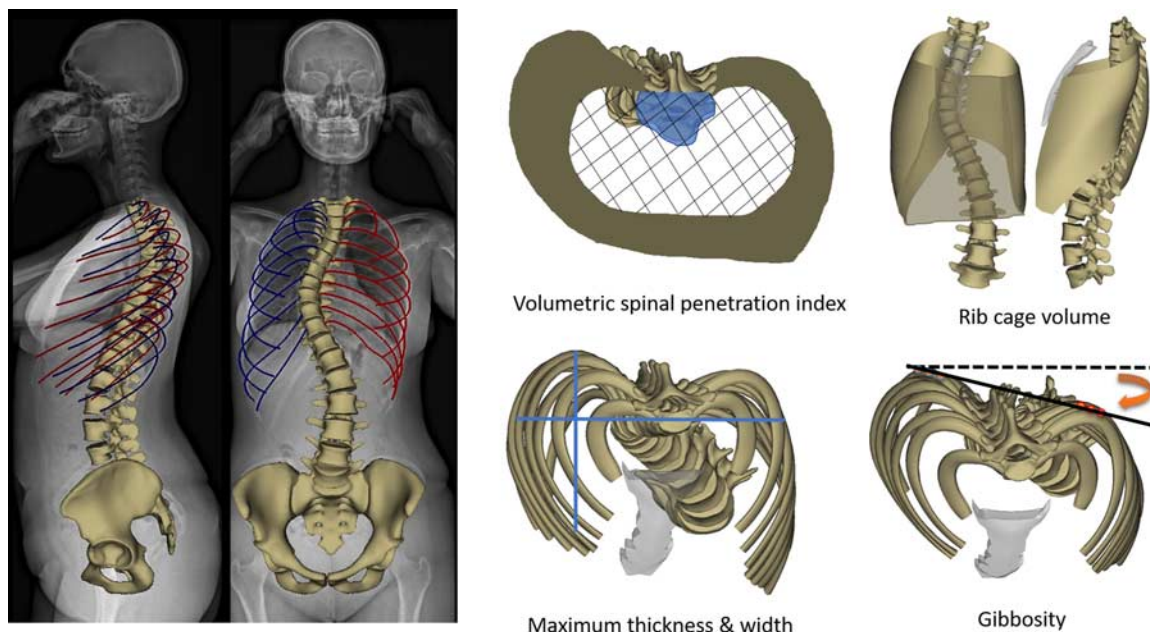 Volumetric spinal penetration index
Rib cage volume
Maximum thickness & width
Gibbosity